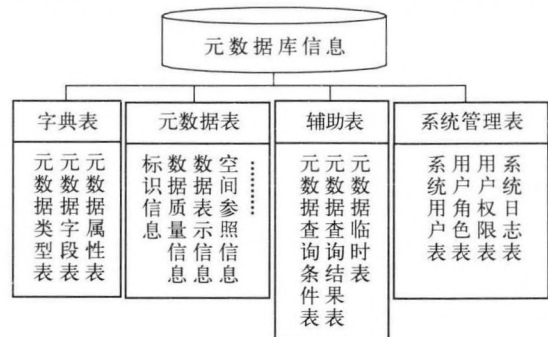 元数据库信息
字典表
元数据类型表
元数据字段表
元数据属性表
元数据表
标识信息
数据质量信息
数据表示信息
空间参照信息
………
辅助表
元数据查询条件表
元数据查询结果表
元数据临时表
系统管理表
系统用户
用户角色表
用户权限表
系统日志表